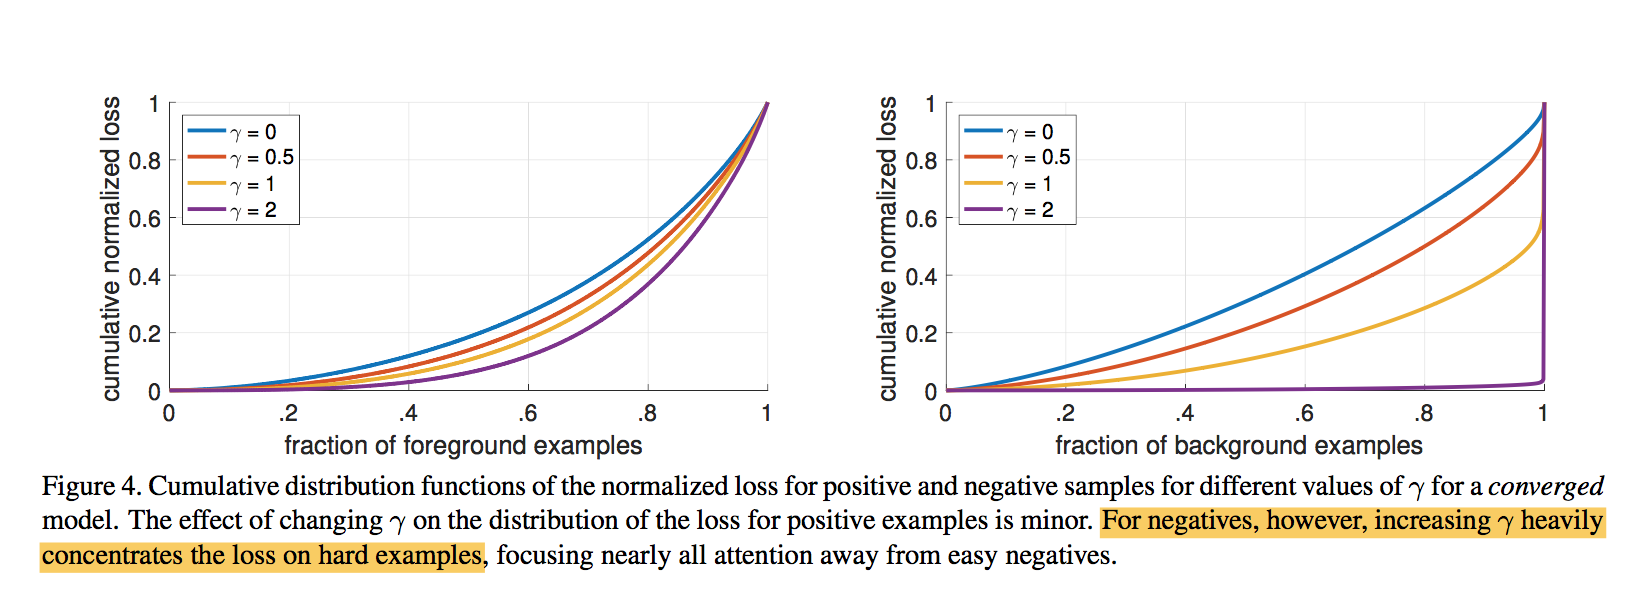 cumulative normalized loss
1
0.8
0.6
0.4
0.2
0
γ = 0
γ = 0.5
γ = 1
γ = 2
0 .2 .4 .6 .8 1
fraction of foreground examples
cumulative normalized loss
1
0.8
0.6
0.4
0.2
0
γ = 0
γ = 0.5
γ = 1
γ = 2
0 .2 .4 .6 .8 1
fraction of background examples
Figure 4. Cumulative distribution functions of the normalized loss for positive and negative samples for different values of γ for a converged
model. The effect of changing γ on the distribution of the loss for positive examples is minor. For negatives, however, increasing γ heavily
concentrates the loss on hard examples, focusing nearly all attention away from easy negatives.